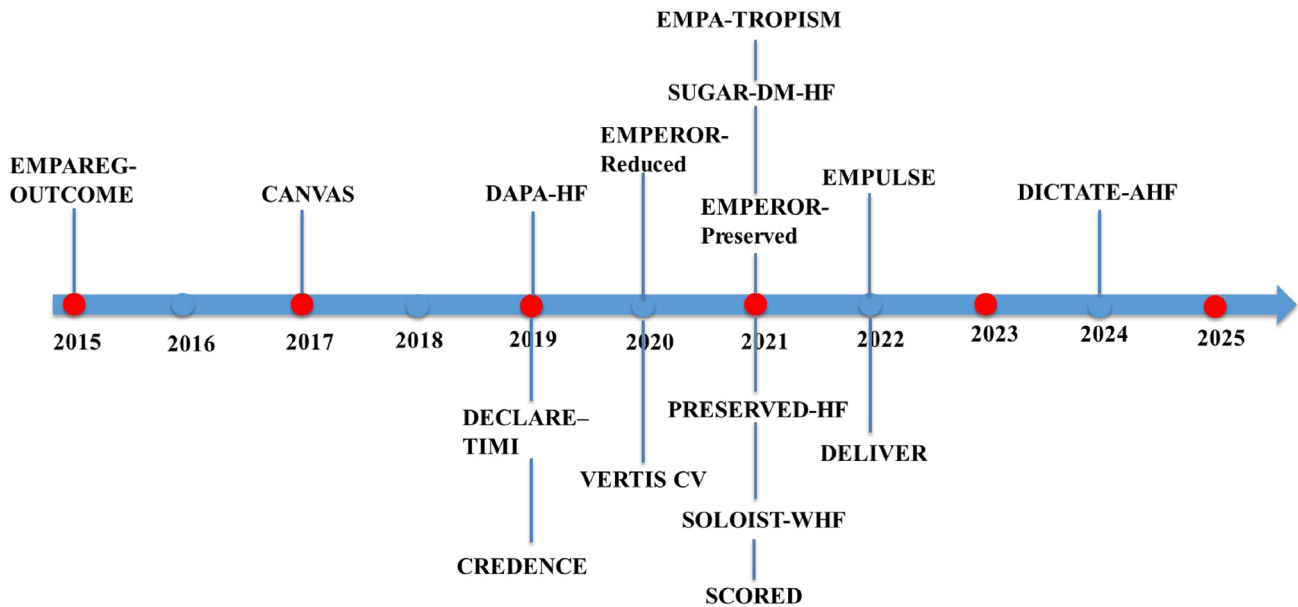 EMPA-TROPISM
SUGAR-DM-HF
EMPEROR-
Reduced
EMPAREG-
OUTCOME
CANVAS
DAPA-HF
EMPULSE
DICTATE-AHF
EMPEROR-
Preserved
2015
2016
2017
2018
2019
2020
2021
2022
2023
2024
2025
DECLARE–
TIMI
PRESERVED-HF
DELIVER
VERTIS CV
SOLOIST-WHF
CREDENCE
SCORED